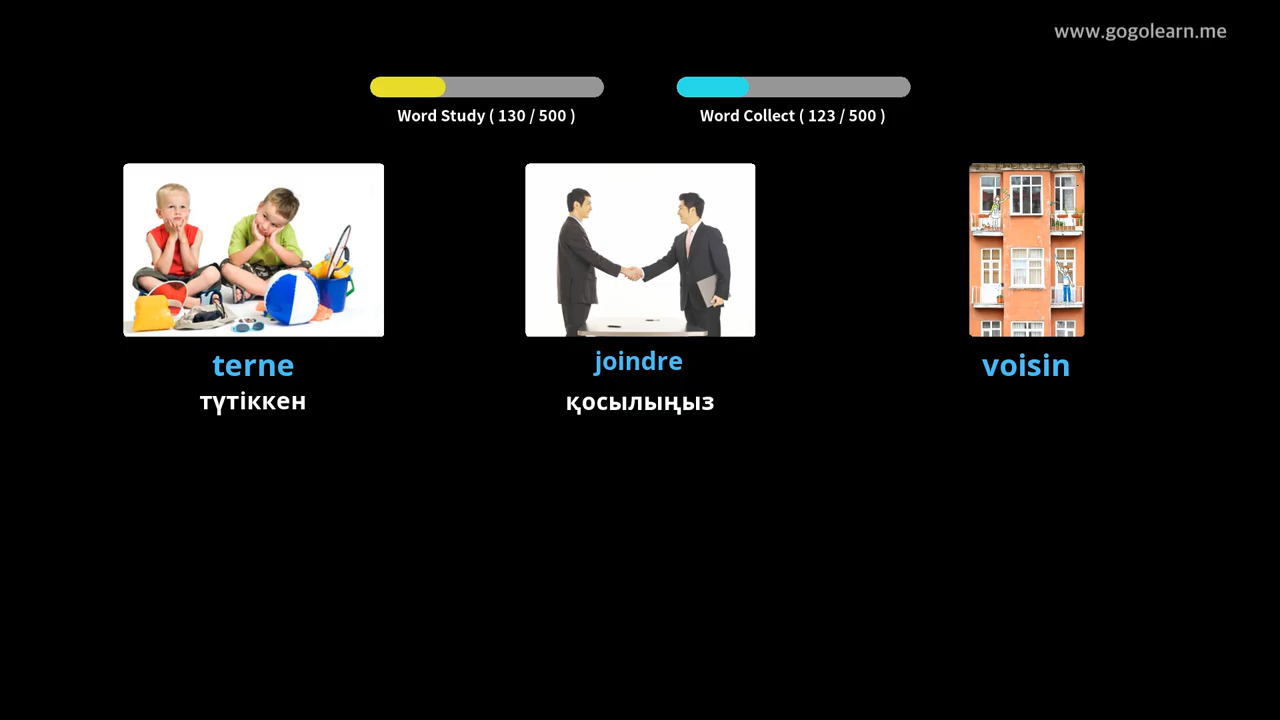 www.gogolearn.me
Word Study ( 130 / 500 )
Word Collect ( 123 / 500 )
terne
joindre
voisin
түтіккен
қосылыңыз